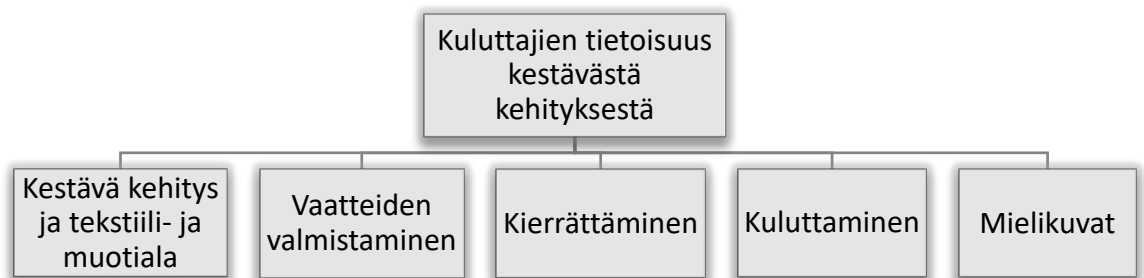 Kuluttajien tietoisuus
kestävästä
kehityksestä
Kestävä kehitys
ja tekstiili- ja
muotiala
Vaatteiden
valmistaminen
Kierrättäminen
Kuluttaminen
Mielikuvat